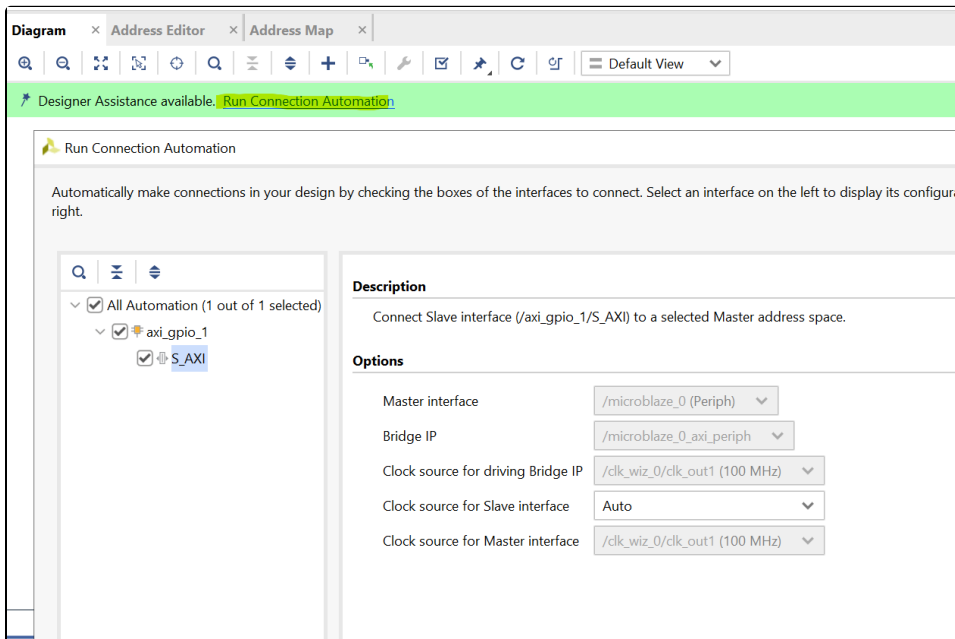 Diagram × Address Editor × Address Map ×
Default View
Designer Assistance available. Run Connection Automation
Run Connection Automation
Automatically make connections in your design by checking the boxes of the interfaces to connect. Select an interface on the left to display its
right.
All Automation (1 out of 1 selected)
axi_gpio_1
S_AXI
Description
Connect Slave interface (/axi_gpio_1/S_AXI) to a selected Master address space.
Options
Master interface /microblaze_0 (Periph)
Bridge IP /microblaze_0_axi_periph
Clock source for driving Bridge IP /clk_wiz_0/clk_out1 (100 MHz)
Clock source for Slave interface Auto
Clock source for Master interface /clk_wiz_0/clk_out1 (100 MHz)